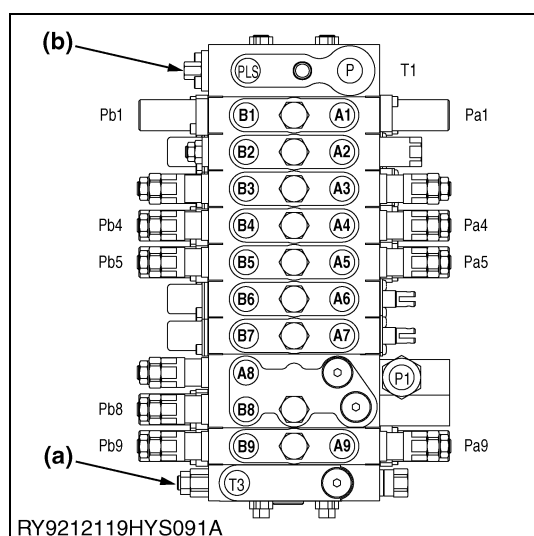 (b)
PLS P T1
Pb1 B1 A1 Pa1
B2 A2
B3 A3
Pb4 B4 A4 Pa4
Pb5 B5 A5 Pa5
B6 A6
B7 A7
A8 P1
Pb8 B8
Pb9 B9 A9 Pa9
(a)
T3
RY9212119HYS091A